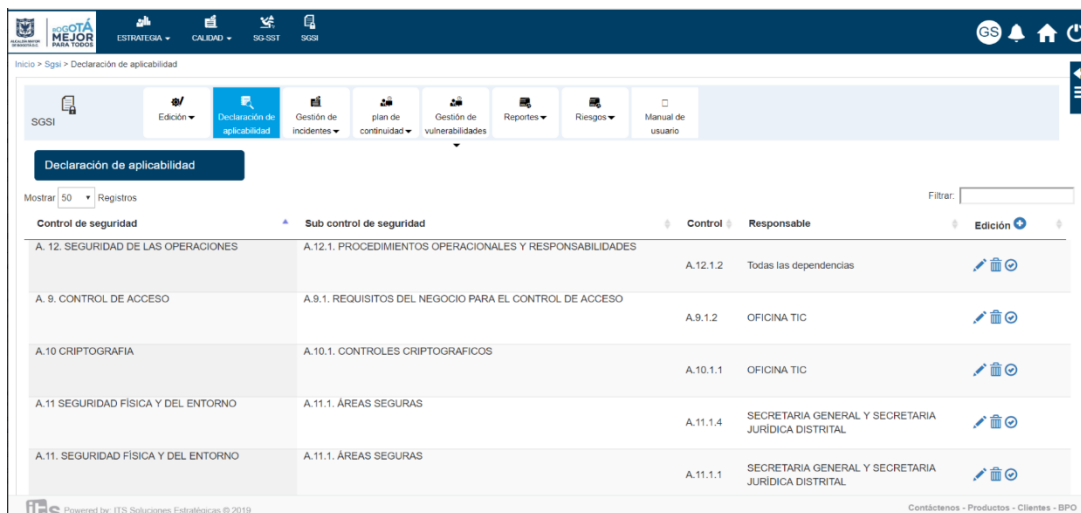 ALCALDÍA MAYOR
BOGOTÁ
MEJOR
PARA TODOS
ESTRATEGIA
CALIDAD
SG-SST
SGSI
GS
Inicio > Sgsi > Declaración de aplicabilidad
SGSI
Edición
Declaración de aplicabilidad
Gestión de incidentes
plan de continuidad
Gestión de vulnerabilidades
Reportes
Riesgos
Manual de usuario
Declaración de aplicabilidad
Mostrar 50 Registros
Filtrar:
Control de seguridad Sub control de seguridad Control Responsable Edición
A. 12. SEGURIDAD DE LAS OPERACIONES A.12.1. PROCEDIMIENTOS OPERACIONALES Y RESPONSABILIDADES
A.12.1.2 Todas las dependencias
A. 9. CONTROL DE ACCESO A.9.1. REQUISITOS DEL NEGOCIO PARA EL CONTROL DE ACCESO
A.9.1.2 OFICINA TIC
A.10 CRIPTOGRAFIA A.10.1. CONTROLES CRIPTOGRAFICOS
A.10.1.1 OFICINA TIC
A.11 SEGURIDAD FÍSICA Y DEL ENTORNO A.11.1. ÁREAS SEGURAS
A.11.1.4 SECRETARIA GENERAL Y SECRETARIA JURÍDICA DISTRITAL
A.11. SEGURIDAD FÍSICA Y DEL ENTORNO A.11.1. ÁREAS SEGURAS
A.11.1.1 SECRETARIA GENERAL Y SECRETARIA JURÍDICA DISTRITAL
its Powered by: ITS Soluciones Estratégicas © 2019
Contáctenos - Productos - Clientes - BPO